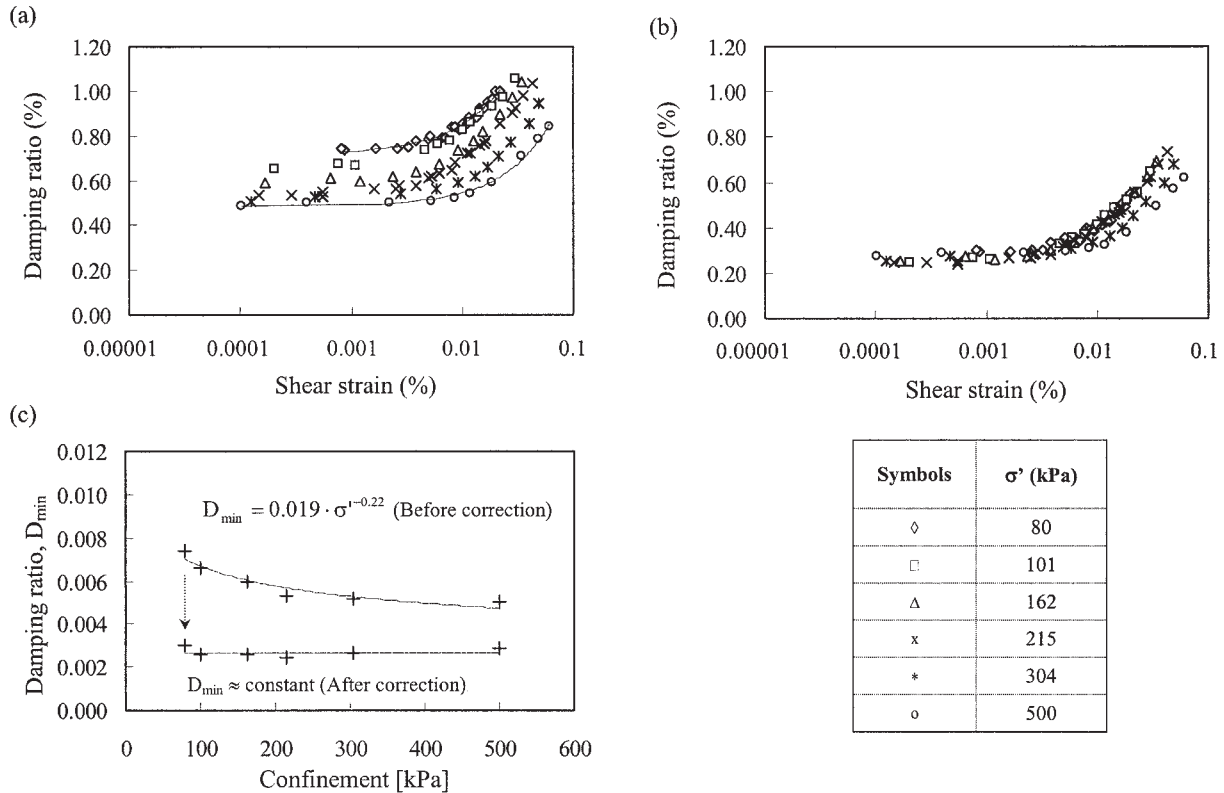 (a)
1.20
1.00
0.80
0.60
0.40
0.20
0.00
Damping ratio (%)
0.00001 0.0001 0.001 0.01 0.1
Shear strain (%)
(b)
1.20
1.00
0.80
0.60
0.40
0.20
0.00
Damping ratio (%)
0.00001 0.0001 0.001 0.01 0.1
Shear strain (%)
(c)
0.012
0.010
0.008
0.006
0.004
0.002
0.000
Damping ratio, Dmin
Dmin = 0.019 · σ'^−0.22 (Before correction)
Dmin ≈ constant (After correction)
0 100 200 300 400 500 600
Confinement [kPa]
Symbols σ' (kPa)
◊ 80
□ 101
Δ 162
x 215
* 304
o 500